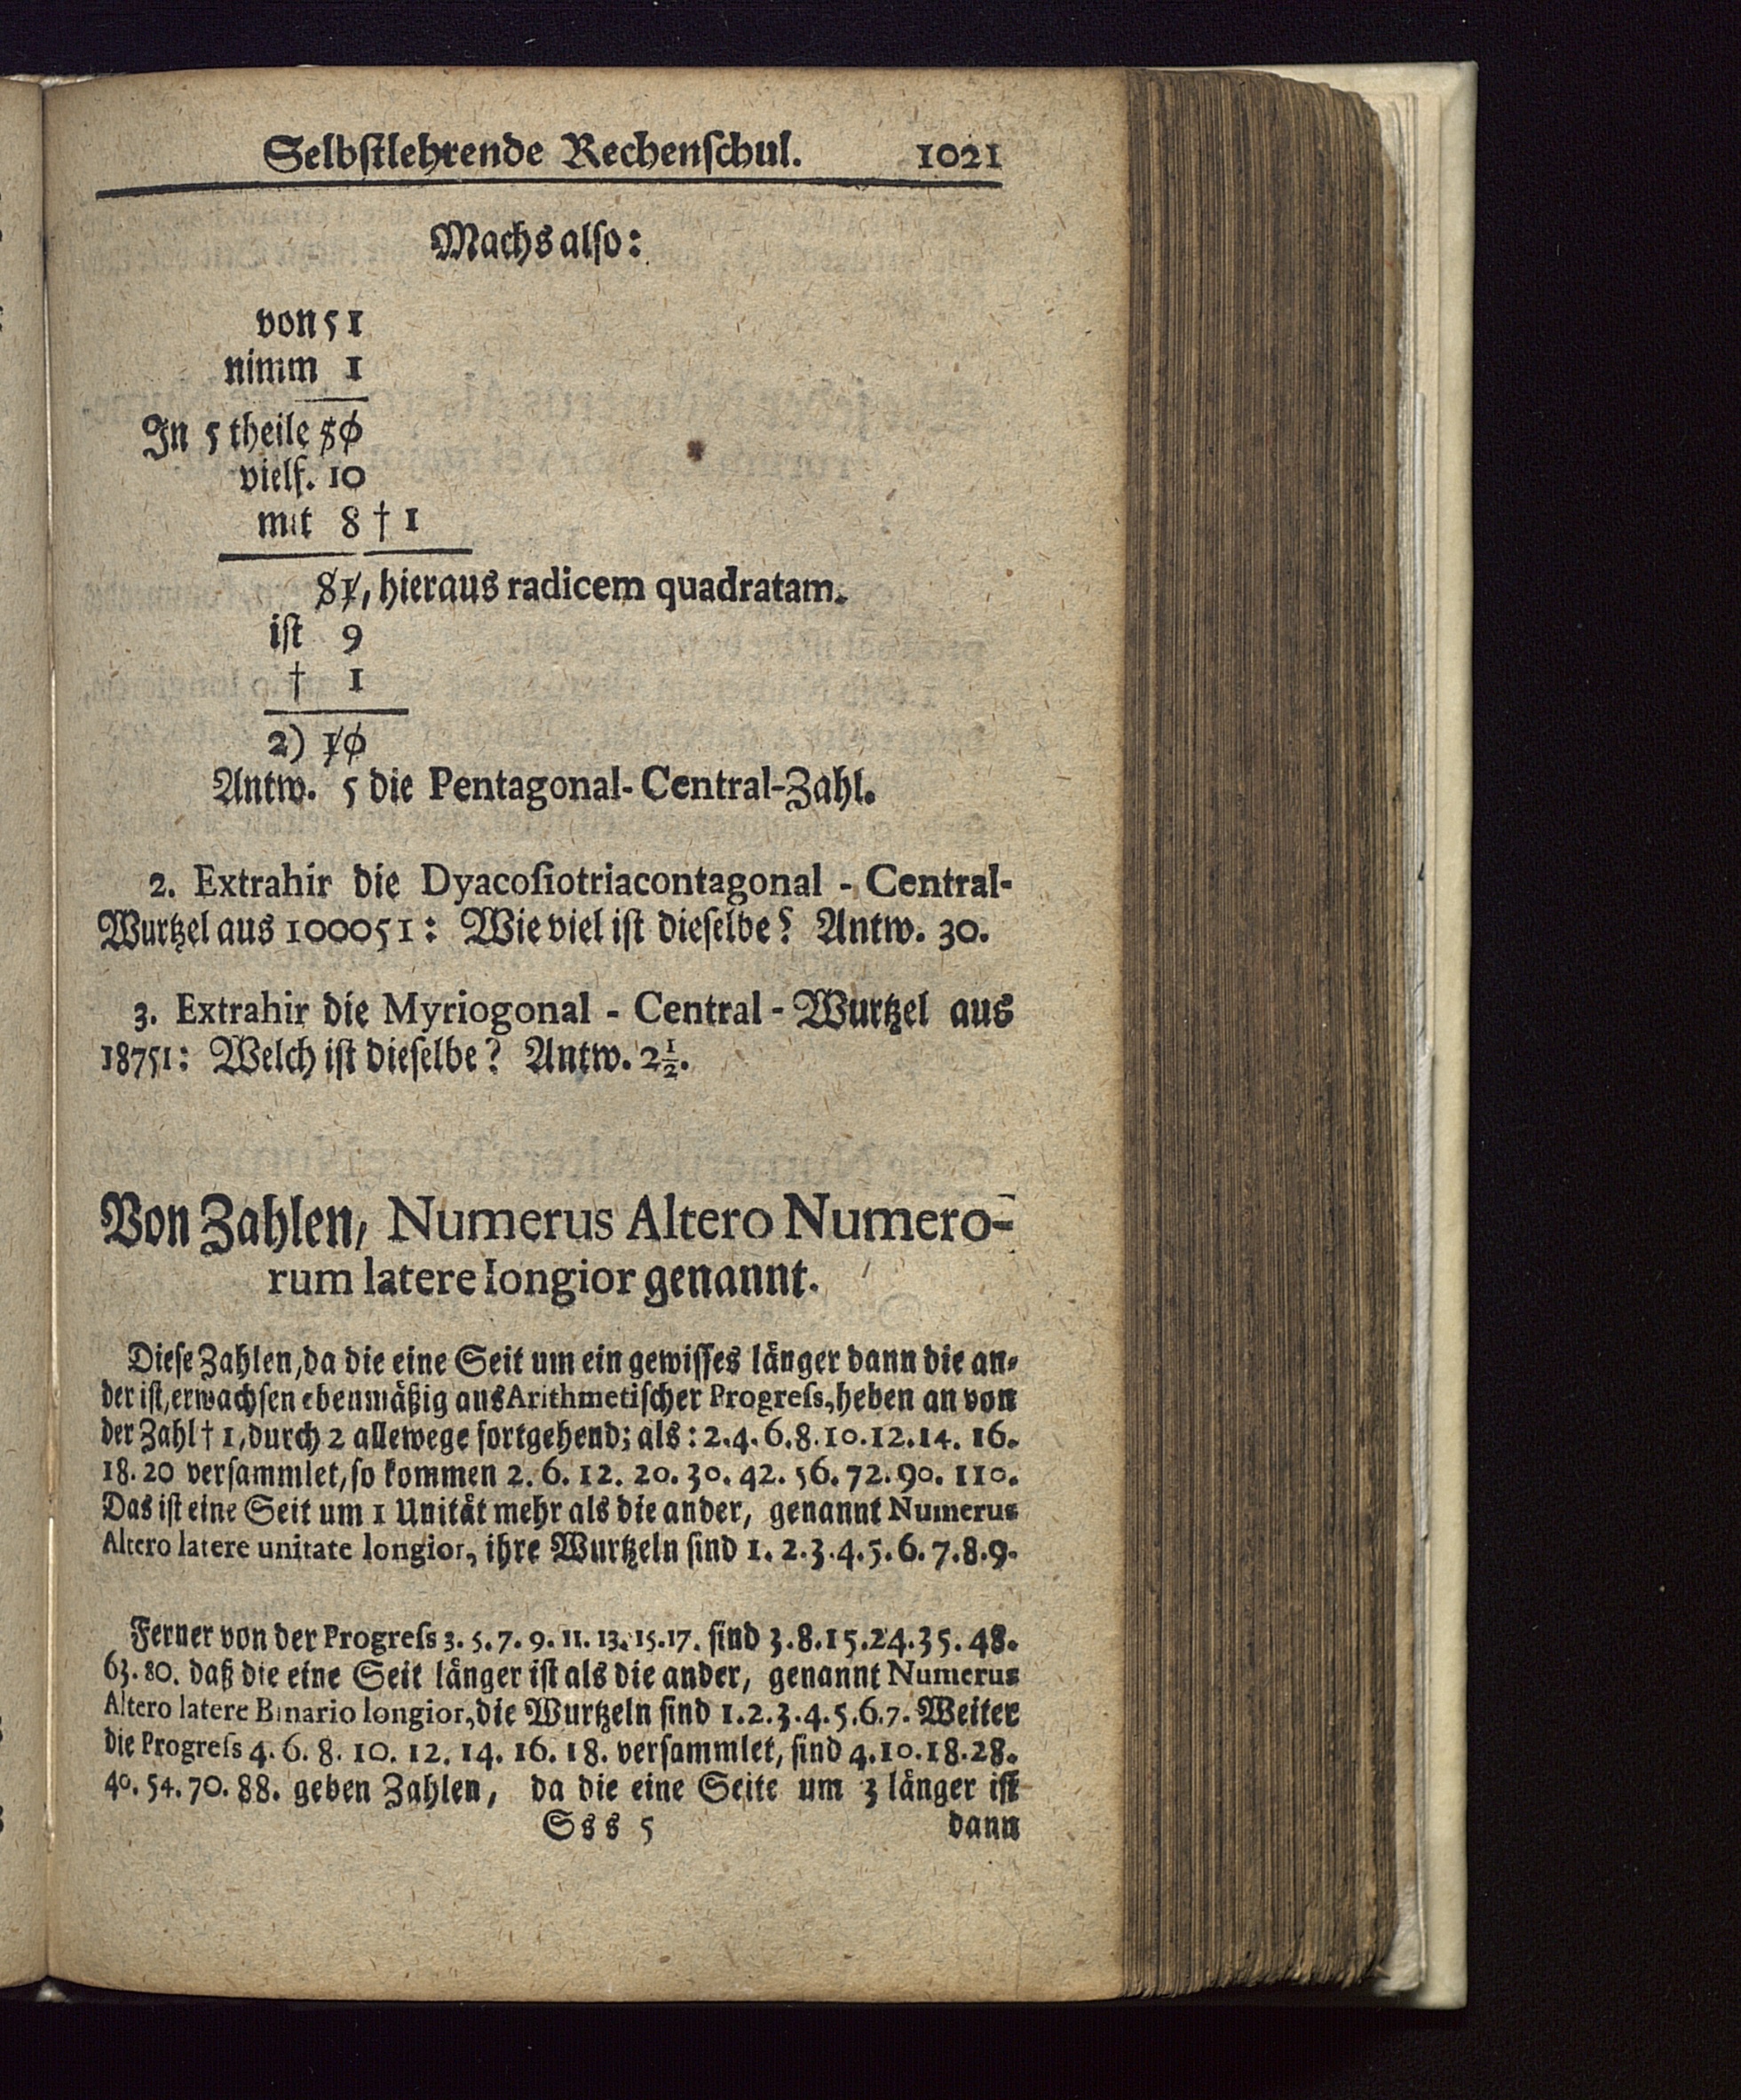 Selbſtlehrende Rechenſchul. 1021
Machs alſo:
von 51
nimm 1
In 5 theile 50
vielf. 10
mit 8 † 1
81, hieraus radicem quadratam.
iſt 9
† 1
2) 10
Antw. 5 die Pentagonal-Central-Zahl.
2. Extrahir die Dyacoſiotriacontagonal - Central-
Wurtzel aus 100051: Wie viel iſt dieſelbe? Antw. 30.
3. Extrahir die Myriogonal - Central - Wurtzel aus
18751: Welch iſt dieſelbe? Antw. 2½.
Von Zahlen, Numerus Altero Numero-
rum latere longior genannt.
Dieſe Zahlen, da die eine Seit um ein gewiſſes länger dann die an-
der iſt, erwachſen ebenmäßig aus Arithmetiſcher Progreſs, heben an von
der Zahl † 1, durch 2 allewege fortgehend; als: 2.4.6.8.10.12.14.16.
18.20 verſammlet, ſo kommen 2.6.12.20.30.42.56.72.90.110.
Das iſt eine Seit um 1 Unität mehr als die ander, genannt Numerus
Altero latere unitate longior, ihre Wurtzeln ſind 1.2.3.4.5.6.7.8.9.
Ferner von der Progreſs 3.5.7.9.11.13.15.17. ſind 3.8.15.24.35.48.
63.80. daß die eine Seit länger iſt als die ander, genannt Numerus
Altero latere Binario longior, die Wurtzeln ſind 1.2.3.4.5.6.7. Weiter
die Progreſs 4.6.8.10.12.14.16.18. verſammlet, ſind 4.10.18.28.
40.54.70.88. geben Zahlen, da die eine Seite um 3 länger iſt
Sſs 5 dann